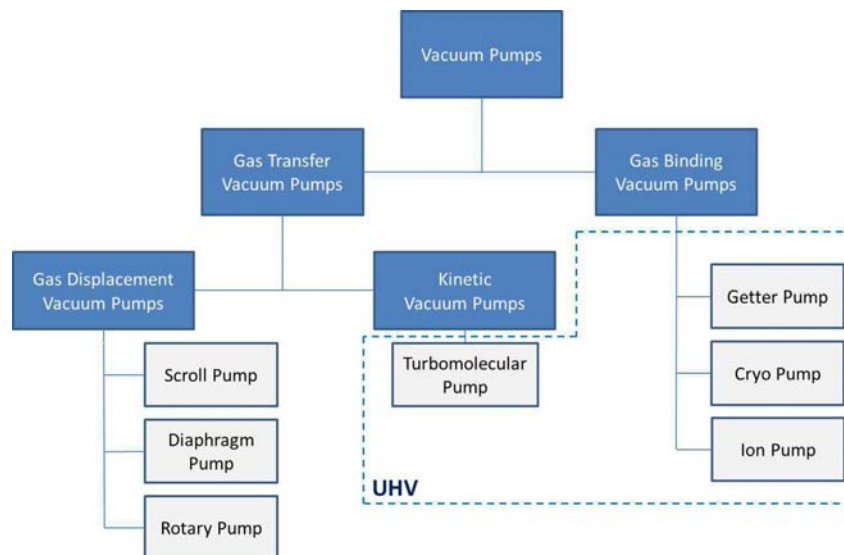 Vacuum Pumps
Gas Transfer
Vacuum Pumps
Gas Binding
Vacuum Pumps
Gas Displacement
Vacuum Pumps
Kinetic
Vacuum Pumps
Getter Pump
Turbomolecular
Pump
Scroll Pump
Cryo Pump
Diaphragm
Pump
Ion Pump
UHV
Rotary Pump